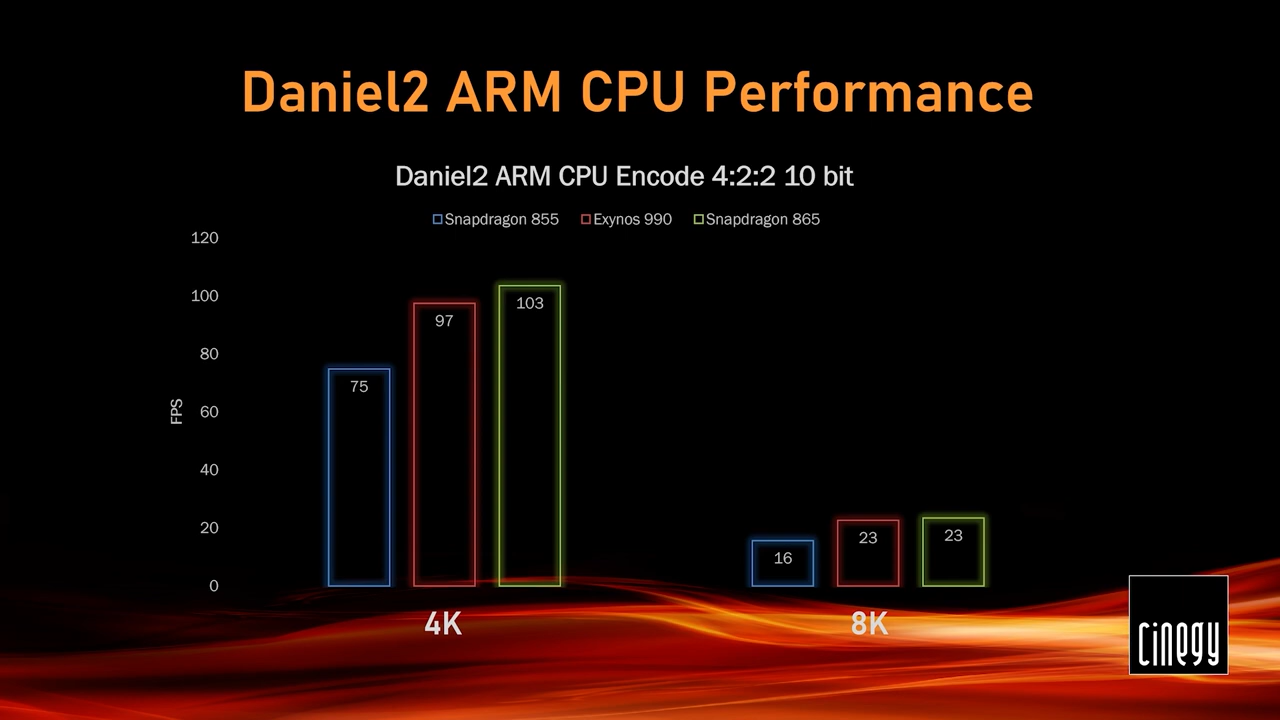 Daniel2 ARM CPU Performance
Daniel2 ARM CPU Encode 4:2:2 10 bit
Snapdragon 855 Exynos 990 Snapdragon 865
120
100
80
60
40
20
0
FPS
75
97
103
16
23
23
4K
8K
cinegy